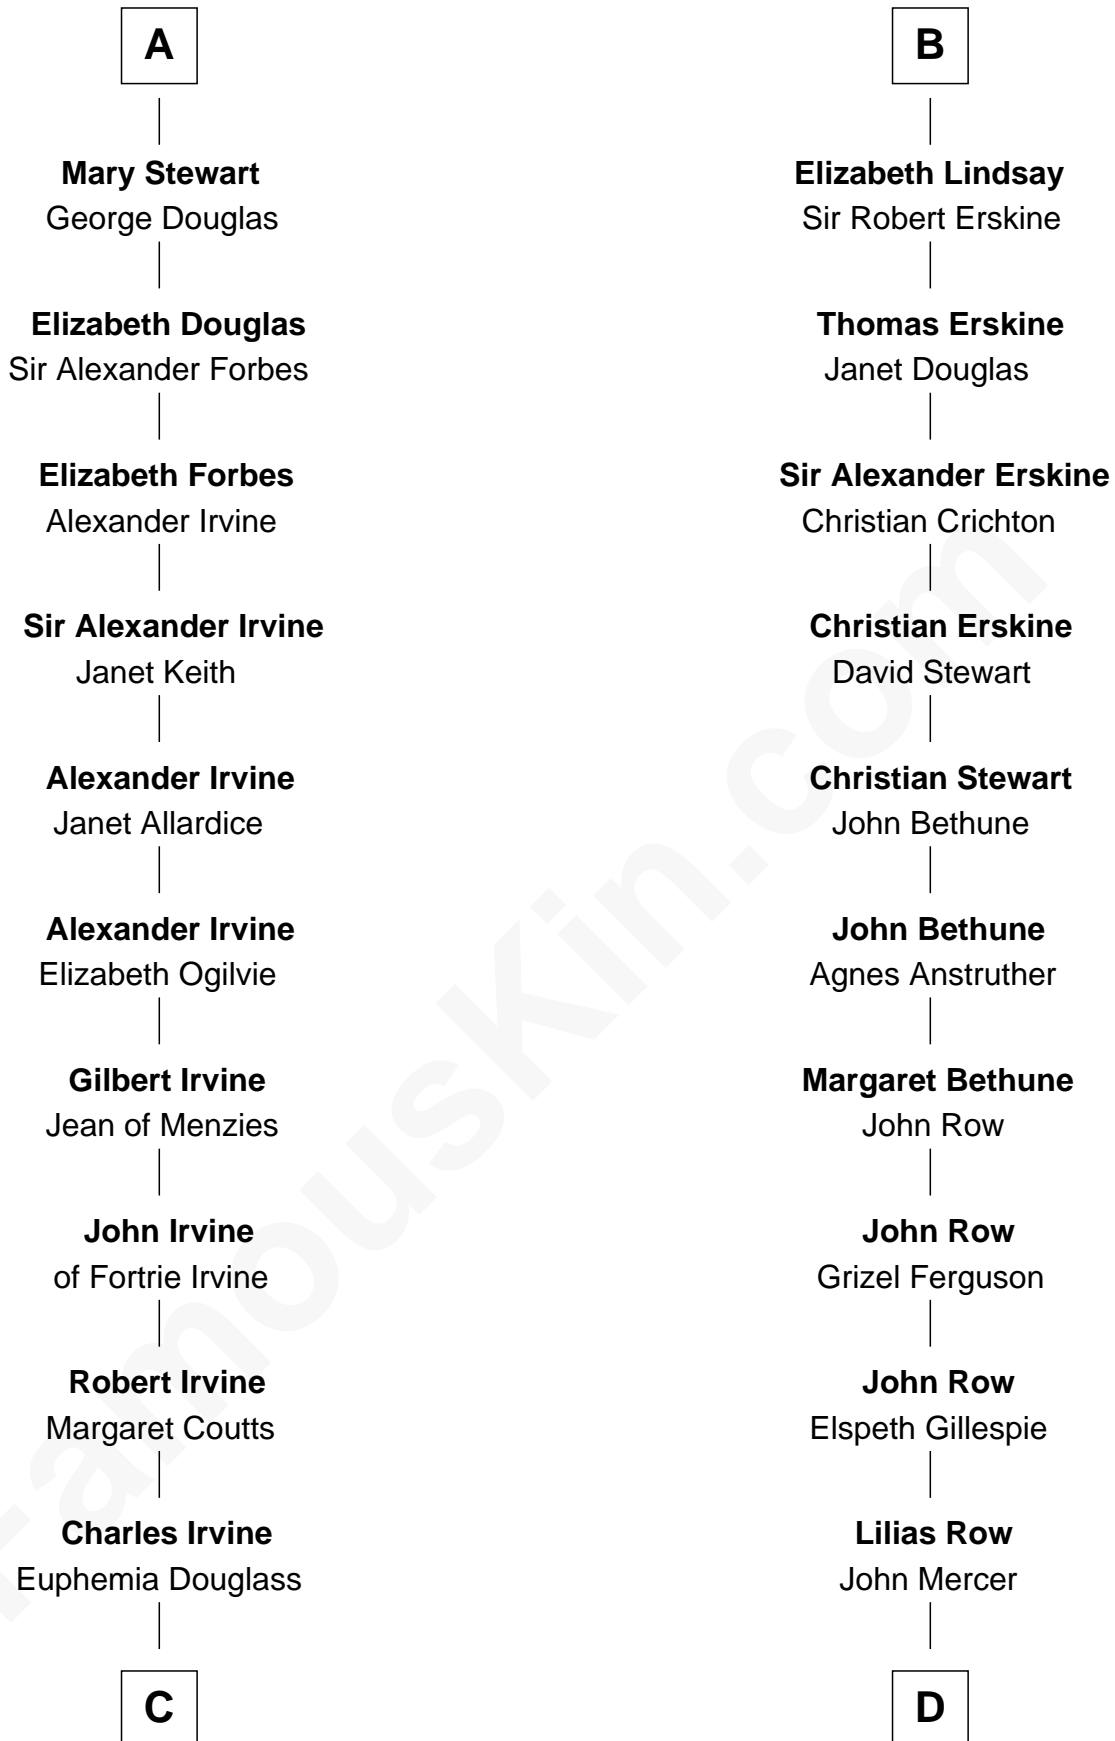 A
Mary Stewart
George Douglas
Elizabeth Douglas
Sir Alexander Forbes
Elizabeth Forbes
Alexander Irvine
Sir Alexander Irvine
Janet Keith
Alexander Irvine
Janet Allardice
Alexander Irvine
Elizabeth Ogilvie
Gilbert Irvine
Jean of Menzies
John Irvine
of Fortrie Irvine
Robert Irvine
Margaret Coutts
Charles Irvine
Euphemia Douglass
C
B
Elizabeth Lindsay
Sir Robert Erskine
Thomas Erskine
Janet Douglas
Sir Alexander Erskine
Christian Crichton
Christian Erskine
David Stewart
Christian Stewart
John Bethune
John Bethune
Agnes Anstruther
Margaret Bethune
John Row
John Row
Grizel Ferguson
John Row
Elspeth Gillespie
Lilias Row
John Mercer
D
FamousKin.com